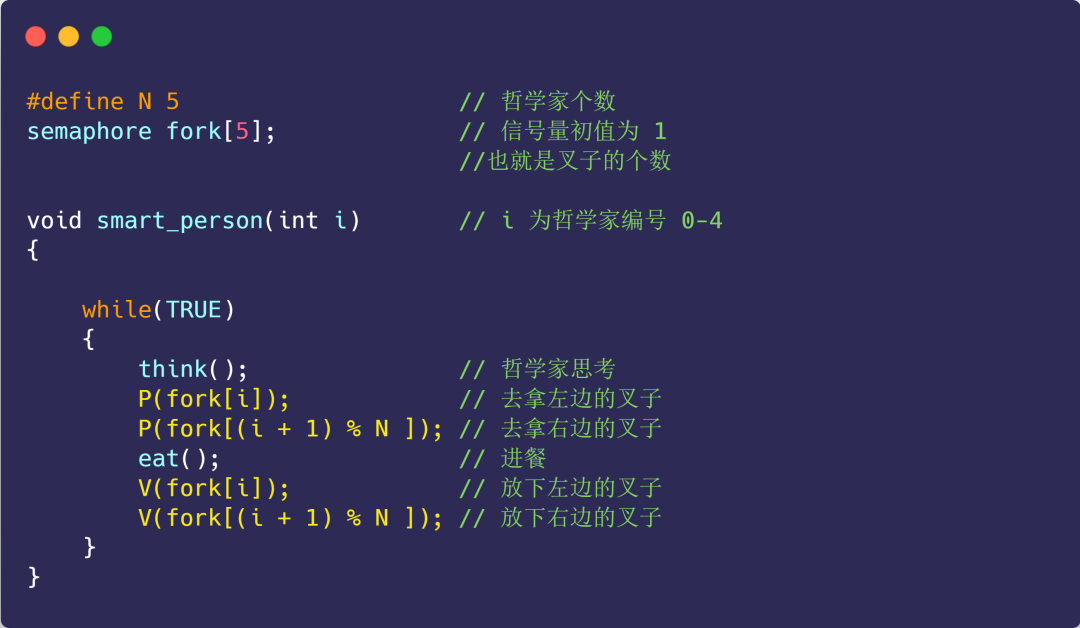 #define N 5                    // 哲学家个数
semaphore fork[5];             // 信号量初值为 1
                               //也就是叉子的个数
void smart_person(int i)       // i 为哲学家编号 0-4
{
    while(TRUE)
    {
        think();               // 哲学家思考
        P(fork[i]);            // 去拿左边的叉子
        P(fork[(i + 1) % N ]); // 去拿右边的叉子
        eat();                 // 进餐
        V(fork[i]);            // 放下左边的叉子
        V(fork[(i + 1) % N ]); // 放下右边的叉子
    }
}